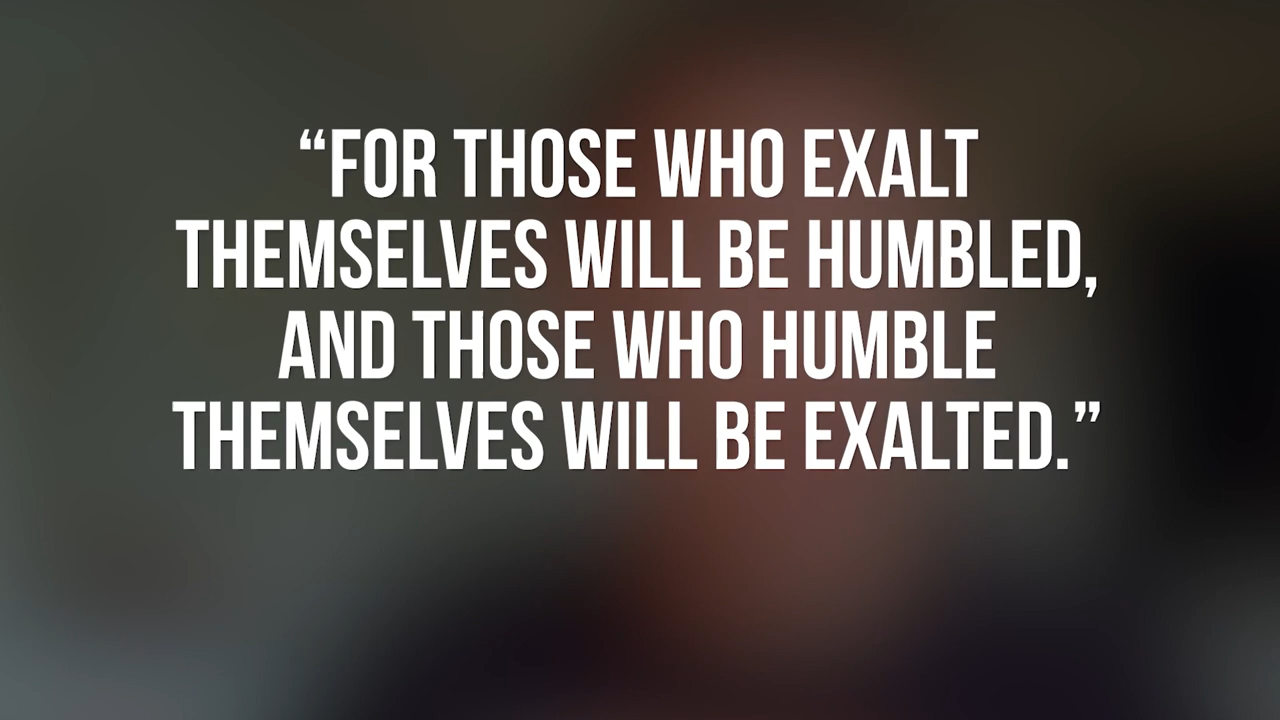 “FOR THOSE WHO EXALT
THEMSELVES WILL BE HUMBLED,
AND THOSE WHO HUMBLE
THEMSELVES WILL BE EXALTED.”